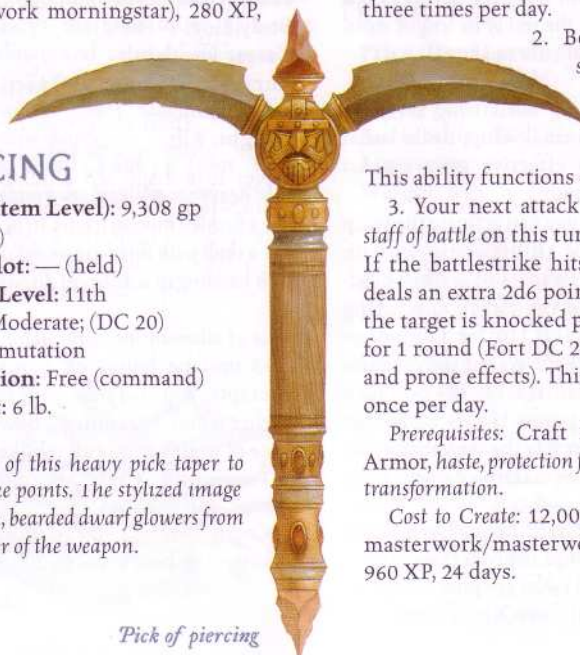 work morningstar), 280 XP,
CING
tem Level): 9,308 gp
)
lot: — (held)
Level: 11th
Moderate; (DC 20)
mutation
ion: Free (command)
: 6 lb.
of this heavy pick taper to
ke points. The stylized image
, bearded dwarf glowers from
r of the weapon.
Pick of piercing
three times per day.
2. Be
s
This ability functions
3. Your next attack
staff of battle on this tur
If the battlestrike hits
deals an extra 2d6 poin
the target is knocked p
for 1 round (Fort DC 2
and prone effects). Thi
once per day.
Prerequisites: Craft
Armor, haste, protection f
transformation.
Cost to Create: 12,00
masterwork/masterwo
960 XP, 24 days.